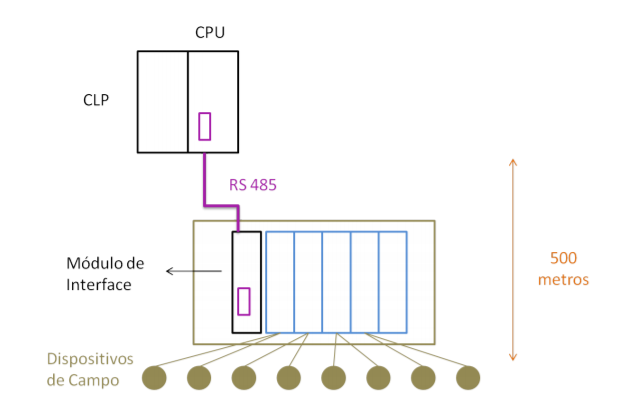 CPU
CLP
RS 485
Módulo de
Interface
500
metros
Dispositivos
de Campo